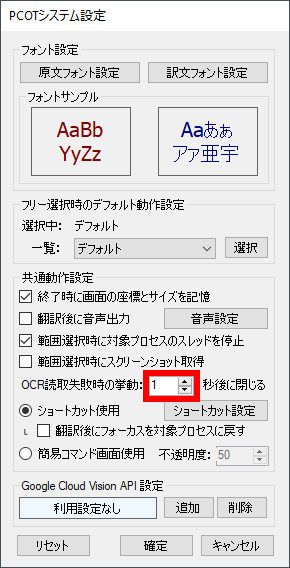 PCOTシステム設定
フォント設定
原文フォント設定 訳文フォント設定
フォントサンプル
AaBb
YyZz
Aaあぁ
アァ亜宇
フリー選択時のデフォルト動作設定
選択中: デフォルト
一覧: デフォルト 選択
共通動作設定
終了時に画面の座標とサイズを記憶
翻訳後に音声出力 音声設定
範囲選択時に対象プロセスのスレッドを停止
範囲選択時にスクリーンショット取得
OCR読取失敗時の挙動: 1 秒後に閉じる
ショートカット使用 ショートカット設定
L 翻訳後にフォーカスを対象プロセスに戻す
簡易コマンド画面使用 不透明度: 50
Google Cloud Vision API 設定
利用設定なし 追加 削除
リセット 確定 キャンセル